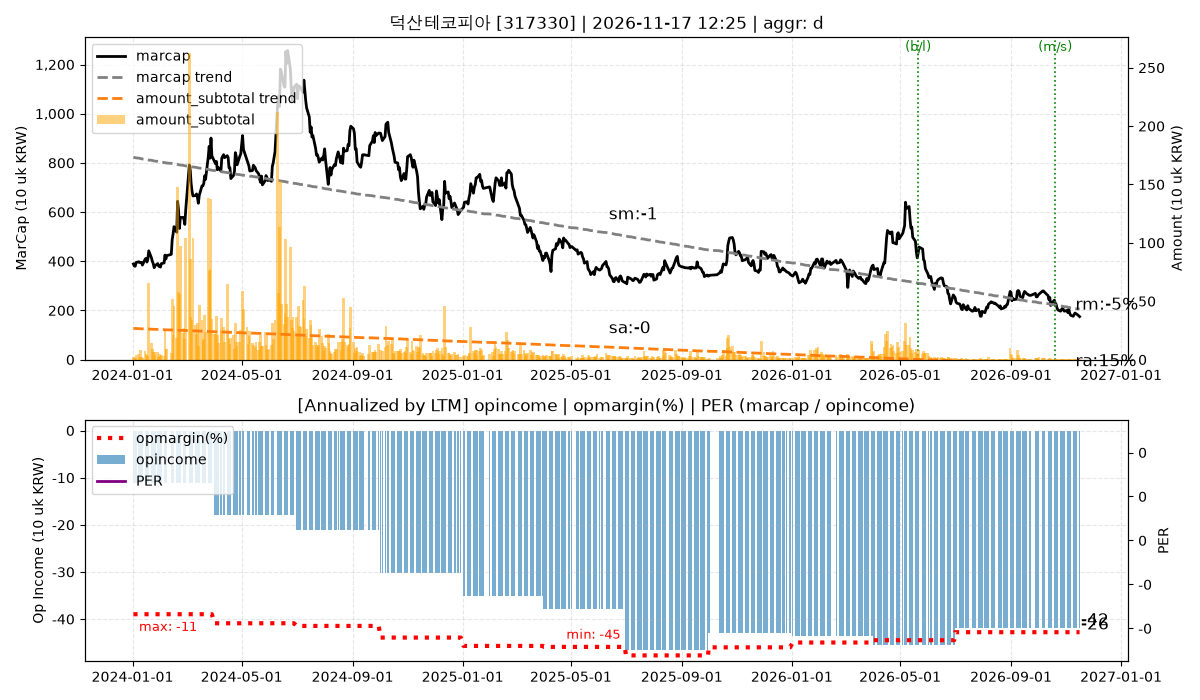 덕산테코피아 [317330] | 2026-11-17 12:25 | aggr: d
(b/l)
(m/s)
marcap
marcap trend
amount_subtotal trend
amount_subtotal
MarCap (10 uk KRW)
1,200
1,000
800
600
400
200
0
Amount (10 uk KRW)
250
200
150
100
50
0
sm:-1
sa:-0
rm:-5%
ra:15%
2024-01-01
2024-05-01
2024-09-01
2025-01-01
2025-05-01
2025-09-01
2026-01-01
2026-05-01
2026-09-01
2027-01-01
[Annualized by LTM] opincome | opmargin(%) | PER (marcap / opincome)
opmargin(%)
opincome
PER
Op Income (10 uk KRW)
0
-10
-20
-30
-40
PER
0
0
0
-0
-0
max: -11
min: -45
-42
-26
2024-01-01
2024-05-01
2024-09-01
2025-01-01
2025-05-01
2025-09-01
2026-01-01
2026-05-01
2026-09-01
2027-01-01